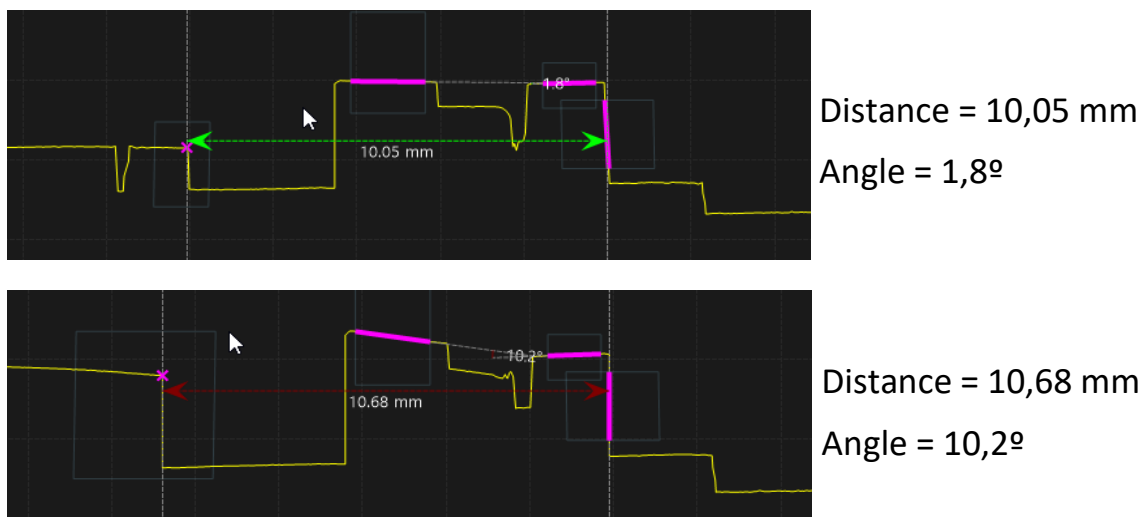 1.8°
10.05 mm
Distance = 10,05 mm
Angle = 1,8º
10.2°
10.68 mm
Distance = 10,68 mm
Angle = 10,2º